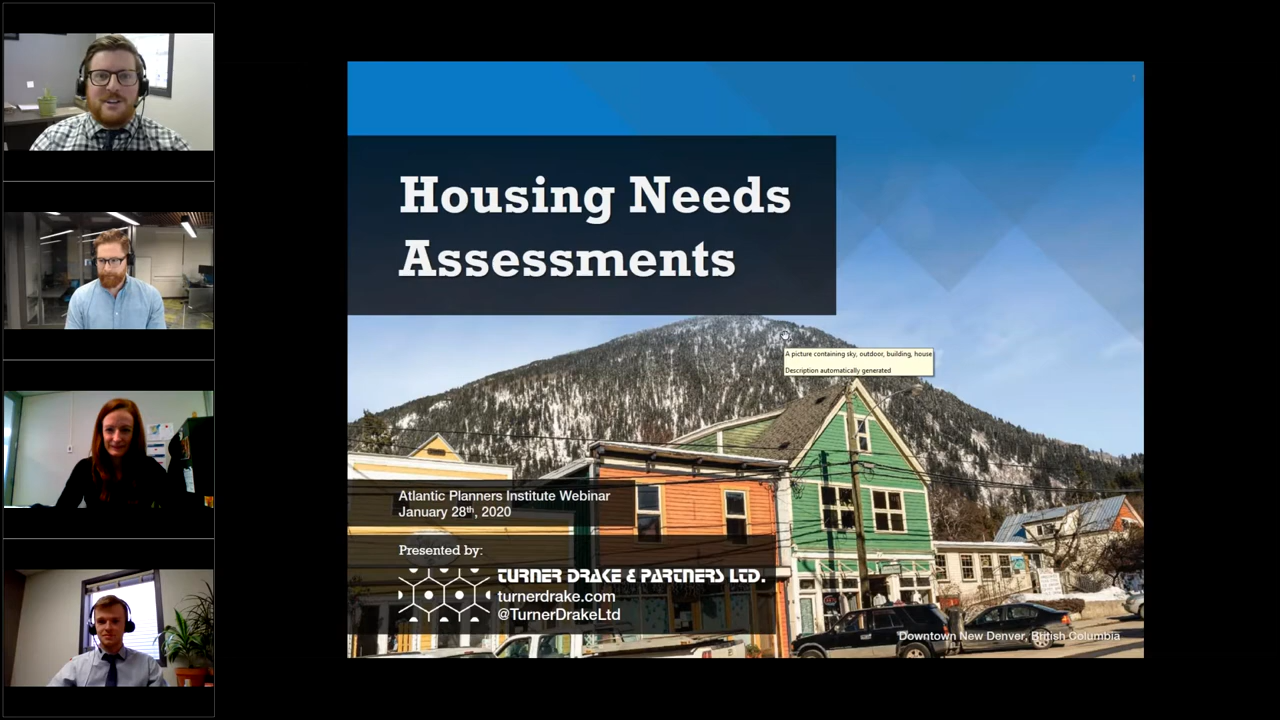 Housing Needs
Assessments
A picture containing sky, outdoor, building, house
Description automatically generated
Atlantic Planners Institute Webinar
January 28th, 2020
Presented by:
TURNER DRAKE & PARTNERS LTD.
turnerdrake.com
@TurnerDrakeLtd
Downtown New Denver, British Columbia